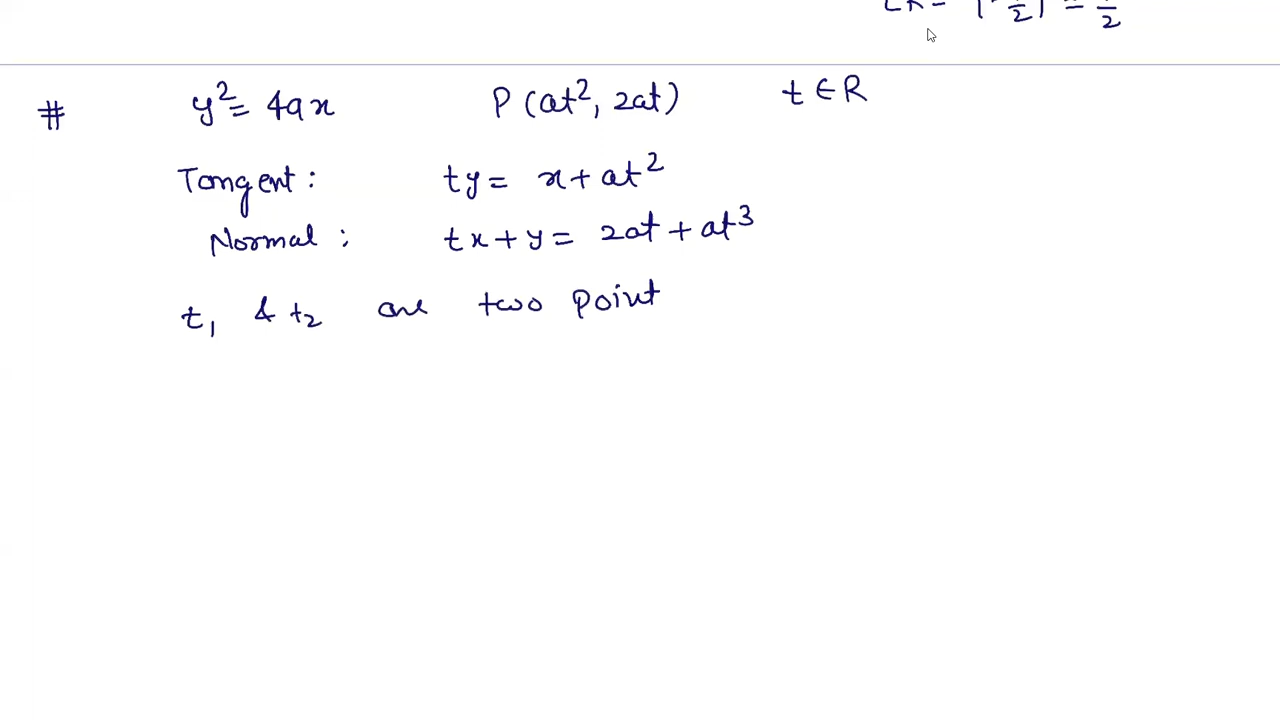 # y² = 4ax P(at², 2at) t ∈ R
Tangent: ty = x + at²
Normal: tx + y = 2at + at³
t₁ & t₂ are two point